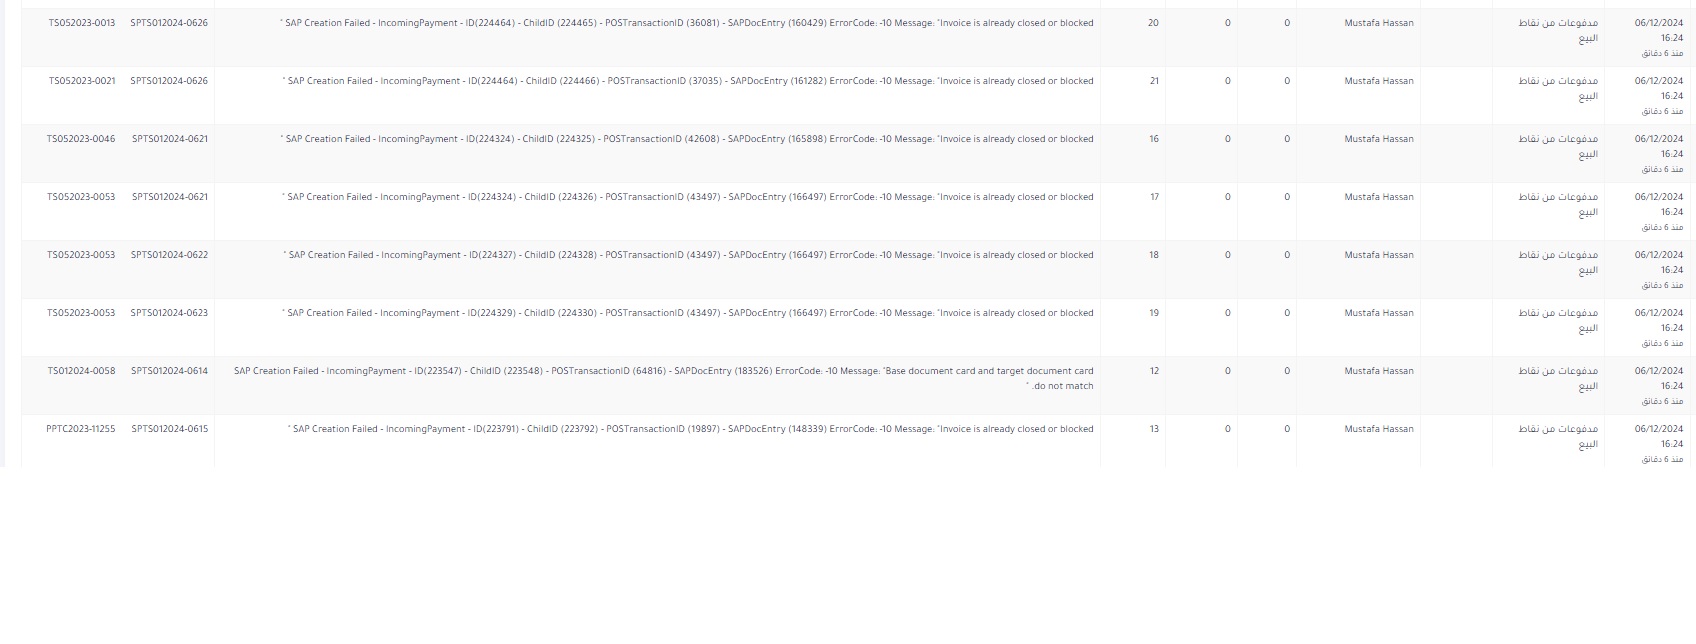 06/12/2024 مدفوعات من نقاط Mustafa Hassan 0 0 20 SAP Creation Failed - IncomingPayment - ID(224464) - ChildID (224465) - POSTransactionID (36081) - SAPDocEntry (160429) ErrorCode: -10 Message: "Invoice is already closed or blocked " SPTS012024-0626 TS052023-0013
16:24 البيع
منذ 6 دقائق
06/12/2024 مدفوعات من نقاط Mustafa Hassan 0 0 21 SAP Creation Failed - IncomingPayment - ID(224464) - ChildID (224466) - POSTransactionID (37035) - SAPDocEntry (161282) ErrorCode: -10 Message: "Invoice is already closed or blocked " SPTS012024-0626 TS052023-0021
16:24 البيع
منذ 6 دقائق
06/12/2024 مدفوعات من نقاط Mustafa Hassan 0 0 16 SAP Creation Failed - IncomingPayment - ID(224324) - ChildID (224325) - POSTransactionID (42608) - SAPDocEntry (165898) ErrorCode: -10 Message: "Invoice is already closed or blocked " SPTS012024-0621 TS052023-0046
16:24 البيع
منذ 6 دقائق
06/12/2024 مدفوعات من نقاط Mustafa Hassan 0 0 17 SAP Creation Failed - IncomingPayment - ID(224324) - ChildID (224326) - POSTransactionID (43497) - SAPDocEntry (166497) ErrorCode: -10 Message: "Invoice is already closed or blocked " SPTS012024-0621 TS052023-0053
16:24 البيع
منذ 6 دقائق
06/12/2024 مدفوعات من نقاط Mustafa Hassan 0 0 18 SAP Creation Failed - IncomingPayment - ID(224327) - ChildID (224328) - POSTransactionID (43497) - SAPDocEntry (166497) ErrorCode: -10 Message: "Invoice is already closed or blocked " SPTS012024-0622 TS052023-0053
16:24 البيع
منذ 6 دقائق
06/12/2024 مدفوعات من نقاط Mustafa Hassan 0 0 19 SAP Creation Failed - IncomingPayment - ID(224329) - ChildID (224330) - POSTransactionID (43497) - SAPDocEntry (166497) ErrorCode: -10 Message: "Invoice is already closed or blocked " SPTS012024-0623 TS052023-0053
16:24 البيع
منذ 6 دقائق
06/12/2024 مدفوعات من نقاط Mustafa Hassan 0 0 12 SAP Creation Failed - IncomingPayment - ID(223547) - ChildID (223548) - POSTransactionID (64816) - SAPDocEntry (183526) ErrorCode: -10 Message: "Base document card and target document card SPTS012024-0614 TS012024-0058
16:24 البيع do not match. "
منذ 6 دقائق
06/12/2024 مدفوعات من نقاط Mustafa Hassan 0 0 13 SAP Creation Failed - IncomingPayment - ID(223791) - ChildID (223792) - POSTransactionID (19897) - SAPDocEntry (148339) ErrorCode: -10 Message: "Invoice is already closed or blocked " SPTS012024-0615 PPTC2023-11255
16:24 البيع
منذ 6 دقائق